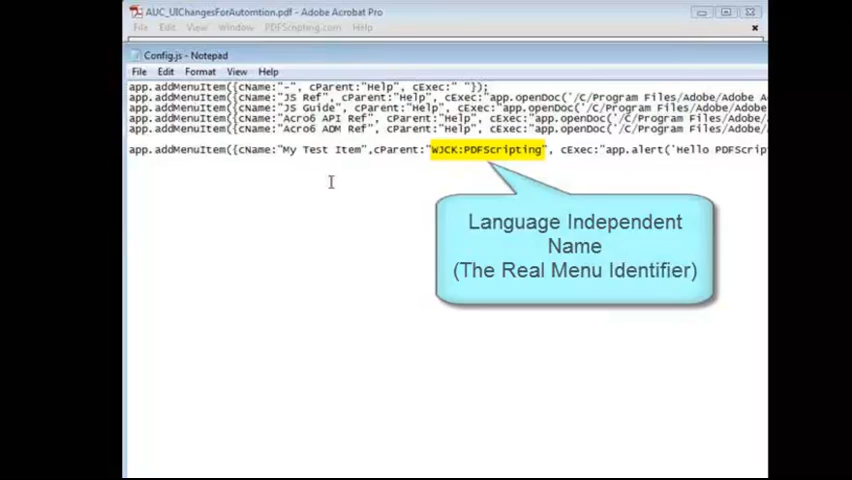 AUC_UIChangesForAutomtion.pdf - Adobe Acrobat Pro
File Edit View Window PDFScripting.com Help
Config.js - Notepad
File Edit Format View Help
app.addMenuItem({cName:"-", cParent:"Help", cExec:" "});
app.addMenuItem({cName:"JS Ref", cParent:"Help", cExec:"app.openDoc('/C/Program Files/Adobe/Adobe A
app.addMenuItem({cName:"JS Guide", cParent:"Help", cExec:"app.openDoc('/C/Program Files/Adobe/Adobe
app.addMenuItem({cName:"Acro6 API Ref", cParent:"Help", cExec:"app.openDoc('/C/Program Files/Adobe/
app.addMenuItem({cName:"Acro6 ADM Ref", cParent:"Help", cExec:"app.openDoc('/C/Program Files/Adobe/
app.addMenuItem({cName:"My Test Item",cParent:"WJCK:PDFScripting", cExec:"app.alert('Hello PDFScrip
Language Independent
Name
(The Real Menu Identifier)